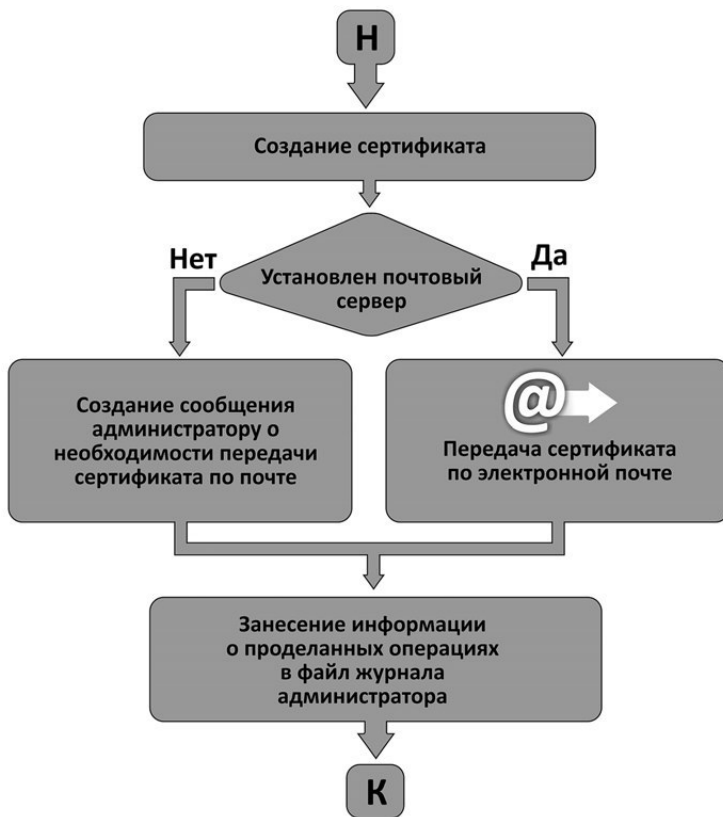 Н
Создание сертификата
Нет
Да
Установлен почтовый
сервер
Создание сообщения
администратору о
необходимости передачи
сертификата по почте
@
Передача сертификата
по электронной почте
Занесение информации
о проделанных операциях
в файл журнала
администратора
К